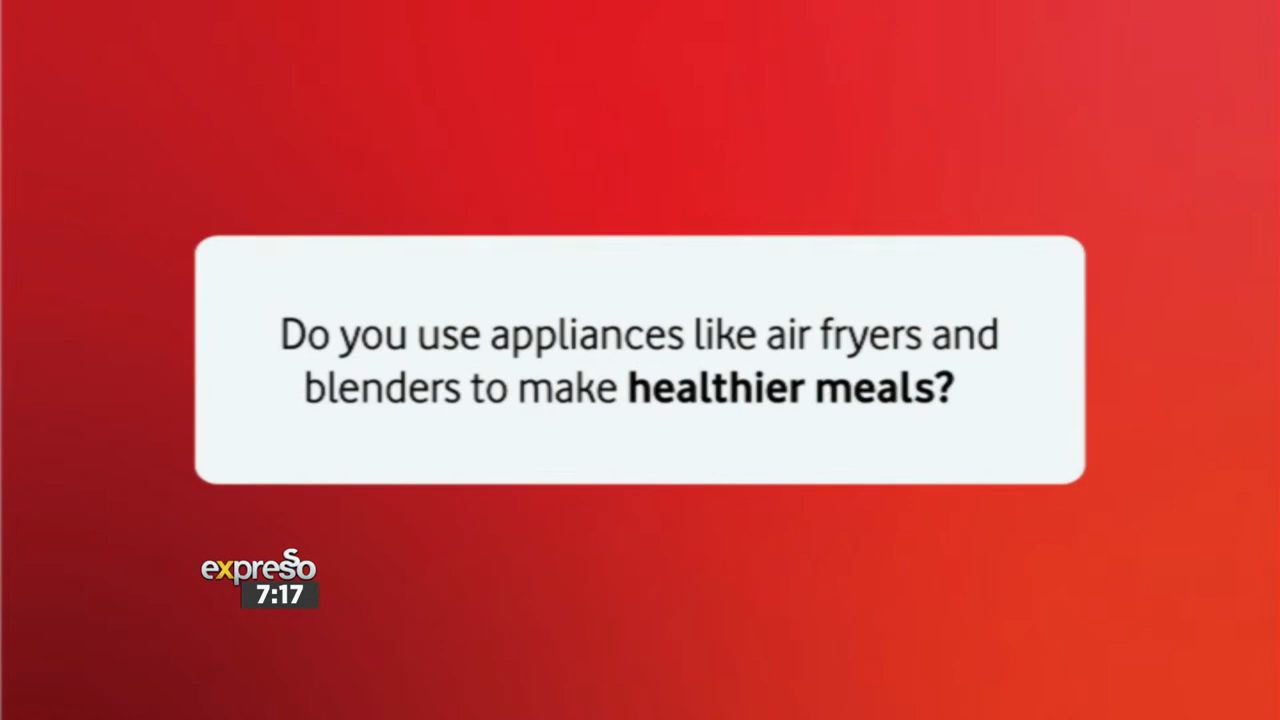 Do you use appliances like air fryers and
blenders to make healthier meals?
expresso
7:17